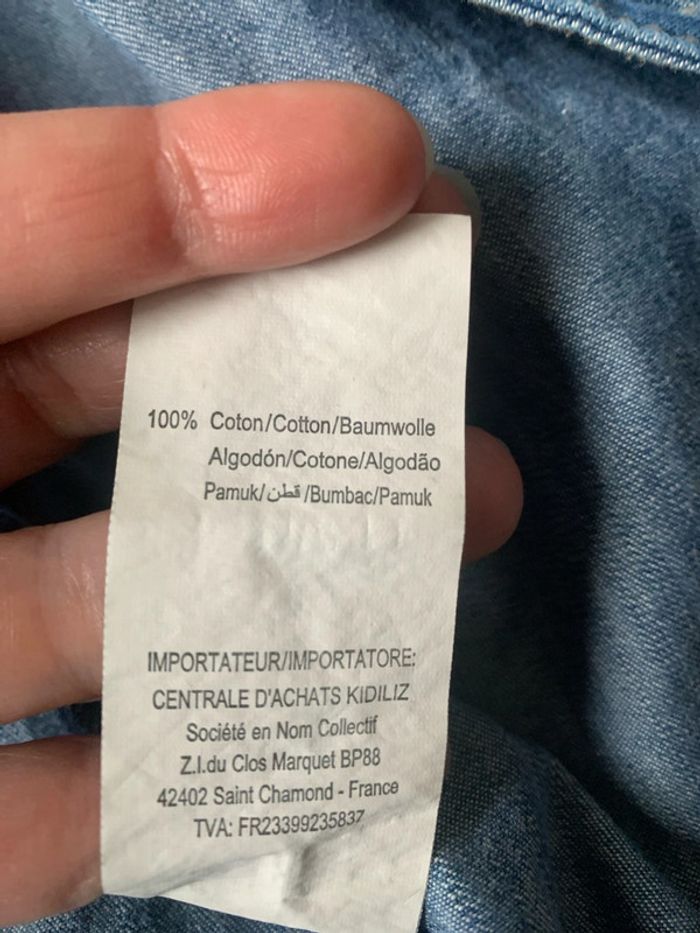 100% Coton/Cotton/Baumwolle
Algodón/Cotone/Algodão
Pamuk/قطن/Bumbac/Pamuk
IMPORTATEUR/IMPORTATORE:
CENTRALE D'ACHATS KIDILIZ
Société en Nom Collectif
Z.I.du Clos Marquet BP88
42402 Saint Chamond - France
TVA: FR23399235837